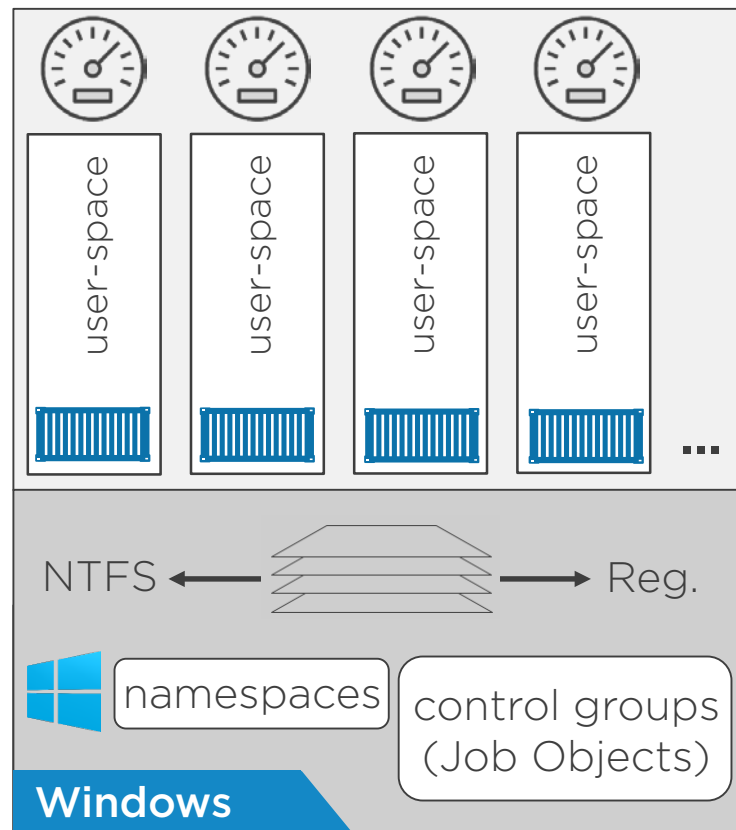 user-space
user-space
user-space
user-space
...
NTFS
Reg.
namespaces
control groups
(Job Objects)
Windows